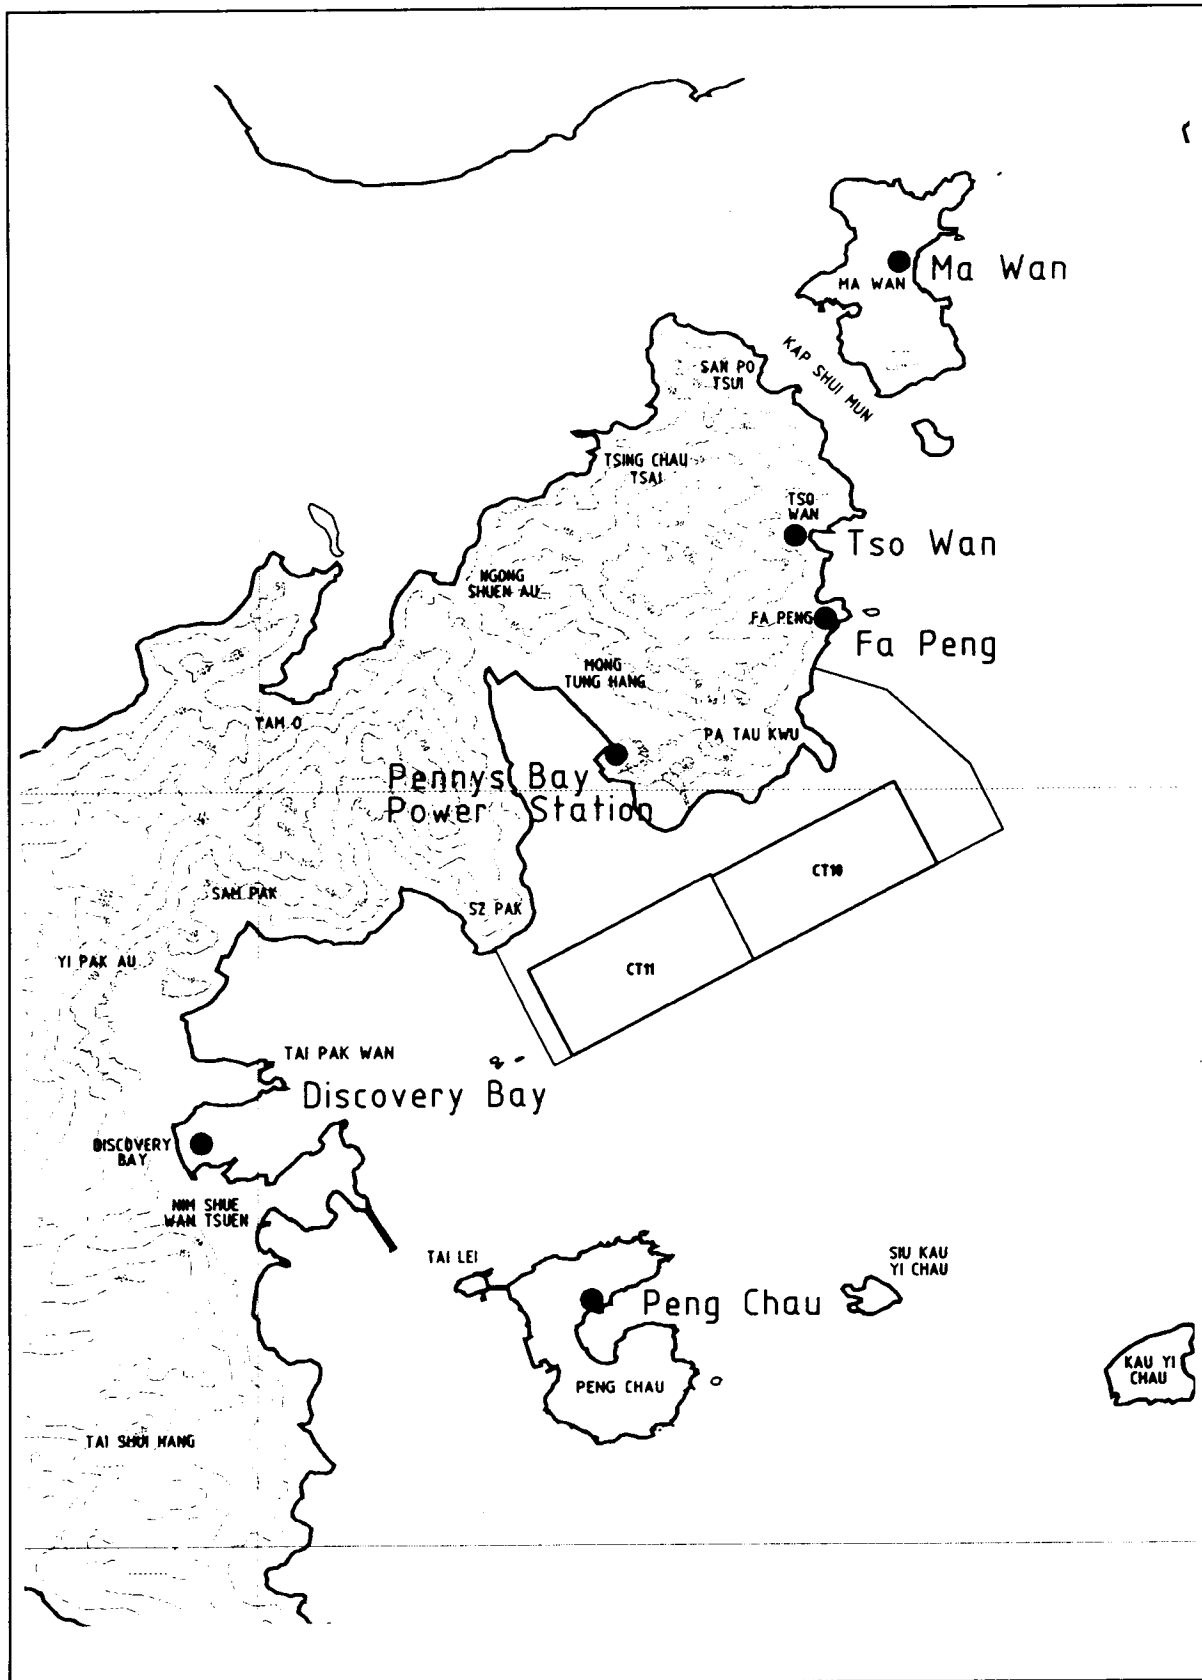 Ma Wan
MA WAN
KAP SHUI MUN
SAN PO
TSUI
TSING CHAU
TSAI
TSO
WAN
Tso Wan
NGONG
SHUEN AU
FA PENG
Fa Peng
MONG
TUNG HANG
YAM O
PA TAU KWU
Pennys Bay
Power Station
CT10
SAM PAK
SZ PAK
YI PAK AU
CT11
TAI PAK WAN
Discovery Bay
DISCOVERY
BAY
NIM SHUE
WAN TSUEN
TAI LEI
SIU KAU
YI CHAU
Peng Chau
KAU YI
CHAU
PENG CHAU
TAI SHUI HANG